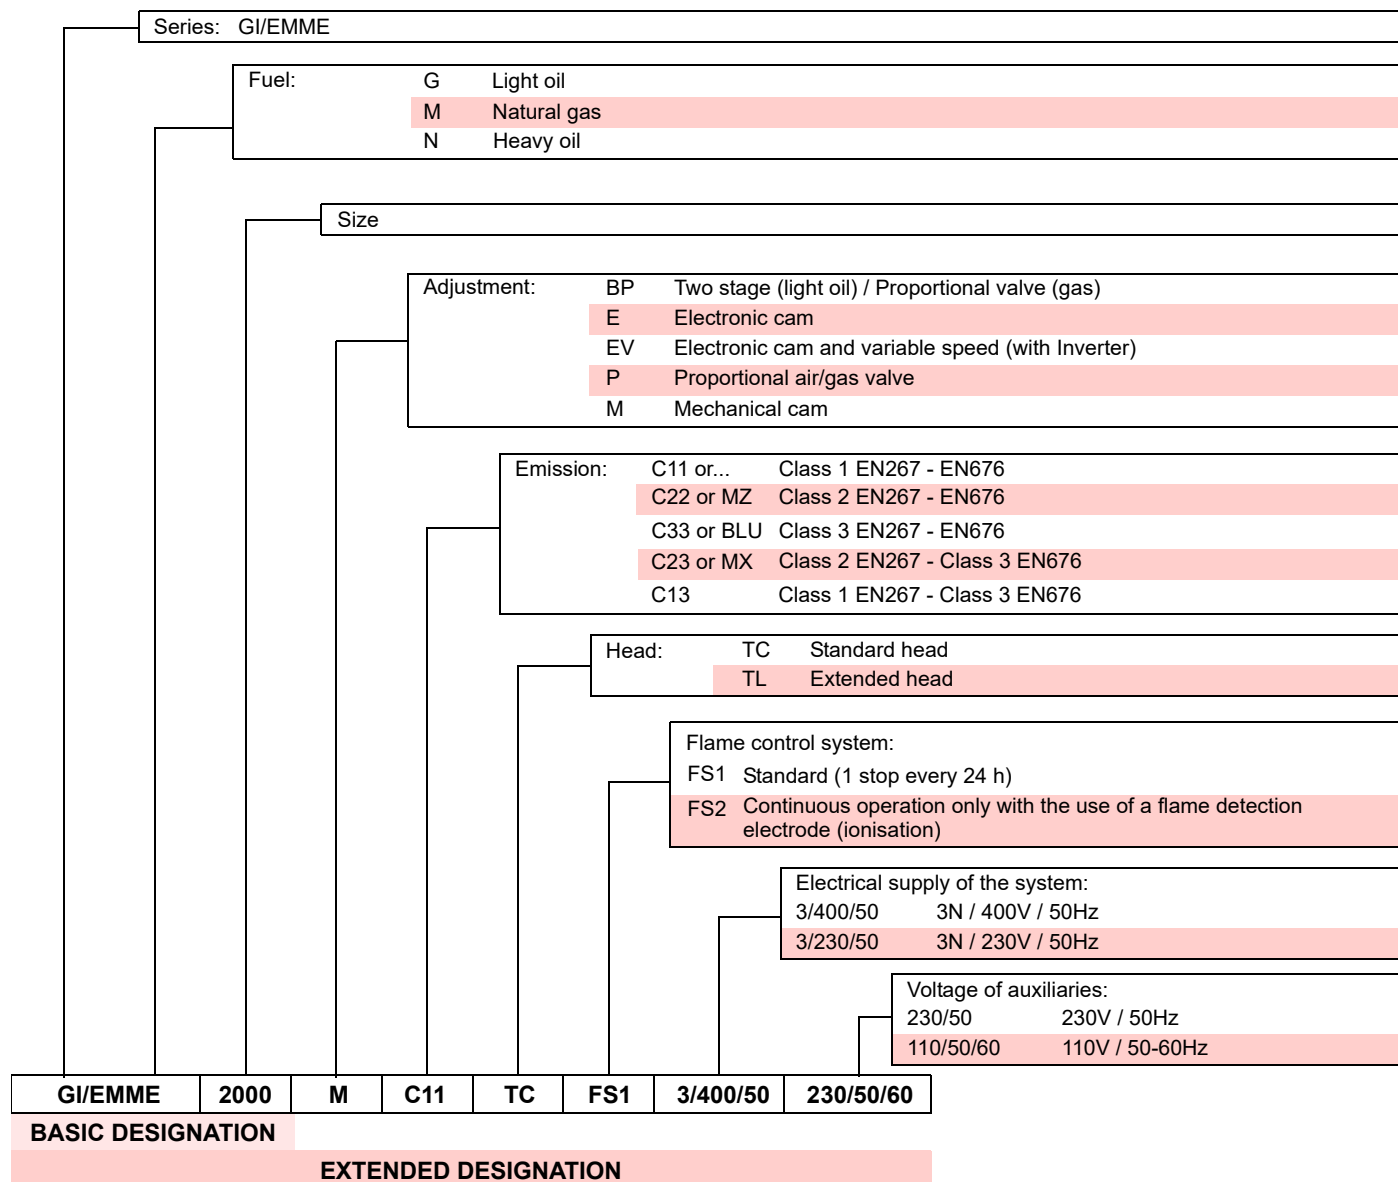 Series: GI/EMME
Fuel: G Light oil
M Natural gas
N Heavy oil
Size
Adjustment: BP Two stage (light oil) / Proportional valve (gas)
E Electronic cam
EV Electronic cam and variable speed (with Inverter)
P Proportional air/gas valve
M Mechanical cam
Emission: C11 or... Class 1 EN267 - EN676
C22 or MZ Class 2 EN267 - EN676
C33 or BLU Class 3 EN267 - EN676
C23 or MX Class 2 EN267 - Class 3 EN676
C13 Class 1 EN267 - Class 3 EN676
Head: TC Standard head
TL Extended head
Flame control system:
FS1 Standard (1 stop every 24 h)
FS2 Continuous operation only with the use of a flame detection
electrode (ionisation)
Electrical supply of the system:
3/400/50 3N / 400V / 50Hz
3/230/50 3N / 230V / 50Hz
Voltage of auxiliaries:
230/50 230V / 50Hz
110/50/60 110V / 50-60Hz
GI/EMME 2000 M C11 TC FS1 3/400/50 230/50/60
BASIC DESIGNATION
EXTENDED DESIGNATION